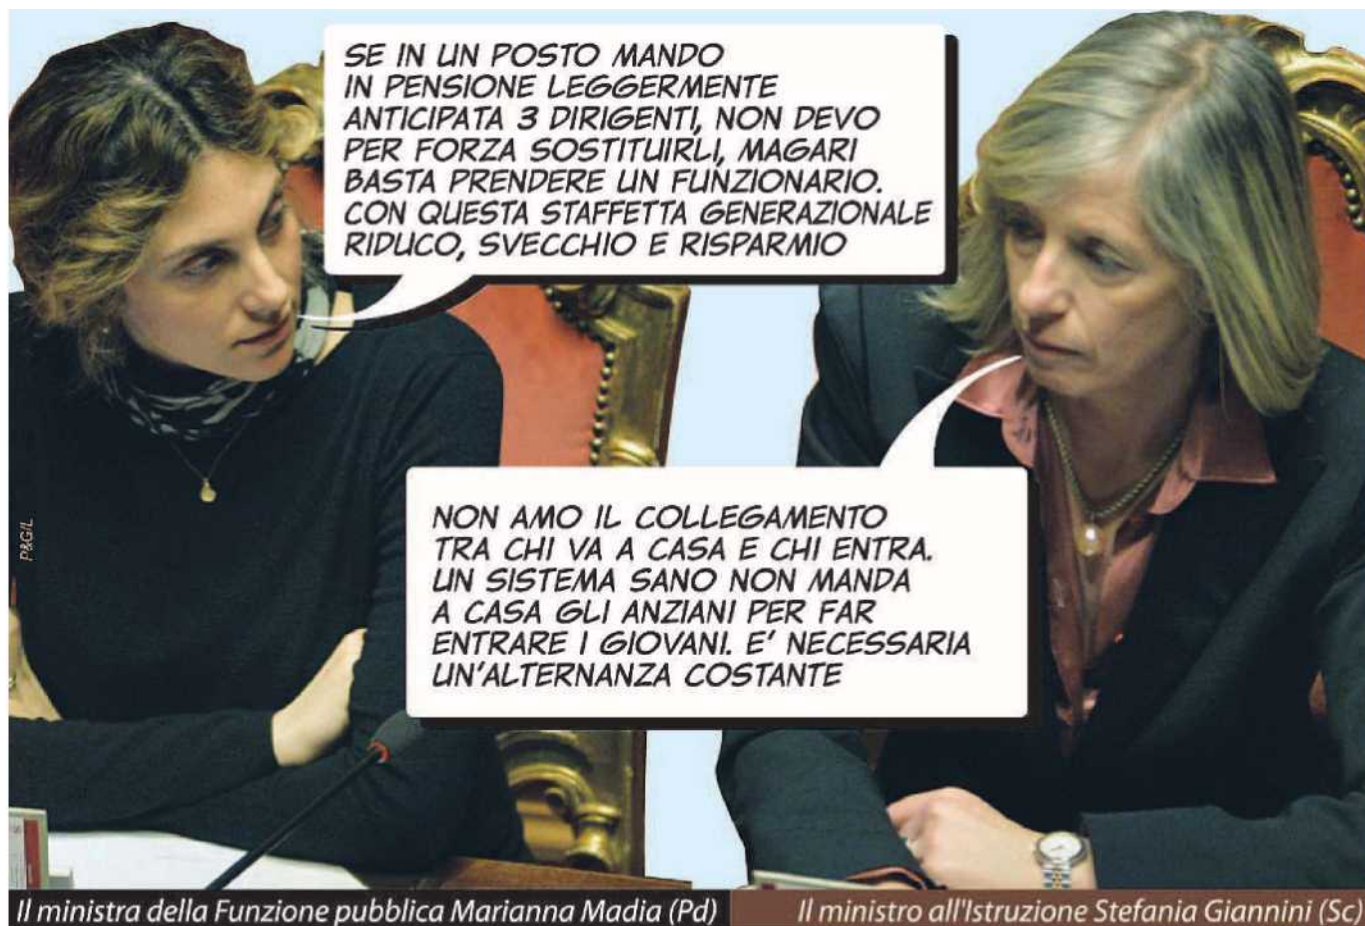 SE IN UN POSTO MANDO
IN PENSIONE LEGGERMENTE
ANTICIPATA 3 DIRIGENTI, NON DEVO
PER FORZA SOSTITUIRLI, MAGARI
BASTA PRENDERE UN FUNZIONARIO.
CON QUESTA STAFFETTA GENERAZIONALE
RIDUCO, SVECCHIO E RISPARMIO
NON AMO IL COLLEGAMENTO
TRA CHI VA A CASA E CHI ENTRA.
UN SISTEMA SANO NON MANDA
A CASA GLI ANZIANI PER FAR
ENTRARE I GIOVANI. E' NECESSARIA
UN'ALTERNANZA COSTANTE
P&G/L
Il ministra della Funzione pubblica Marianna Madia (Pd)
Il ministro all'Istruzione Stefania Giannini (Sc)